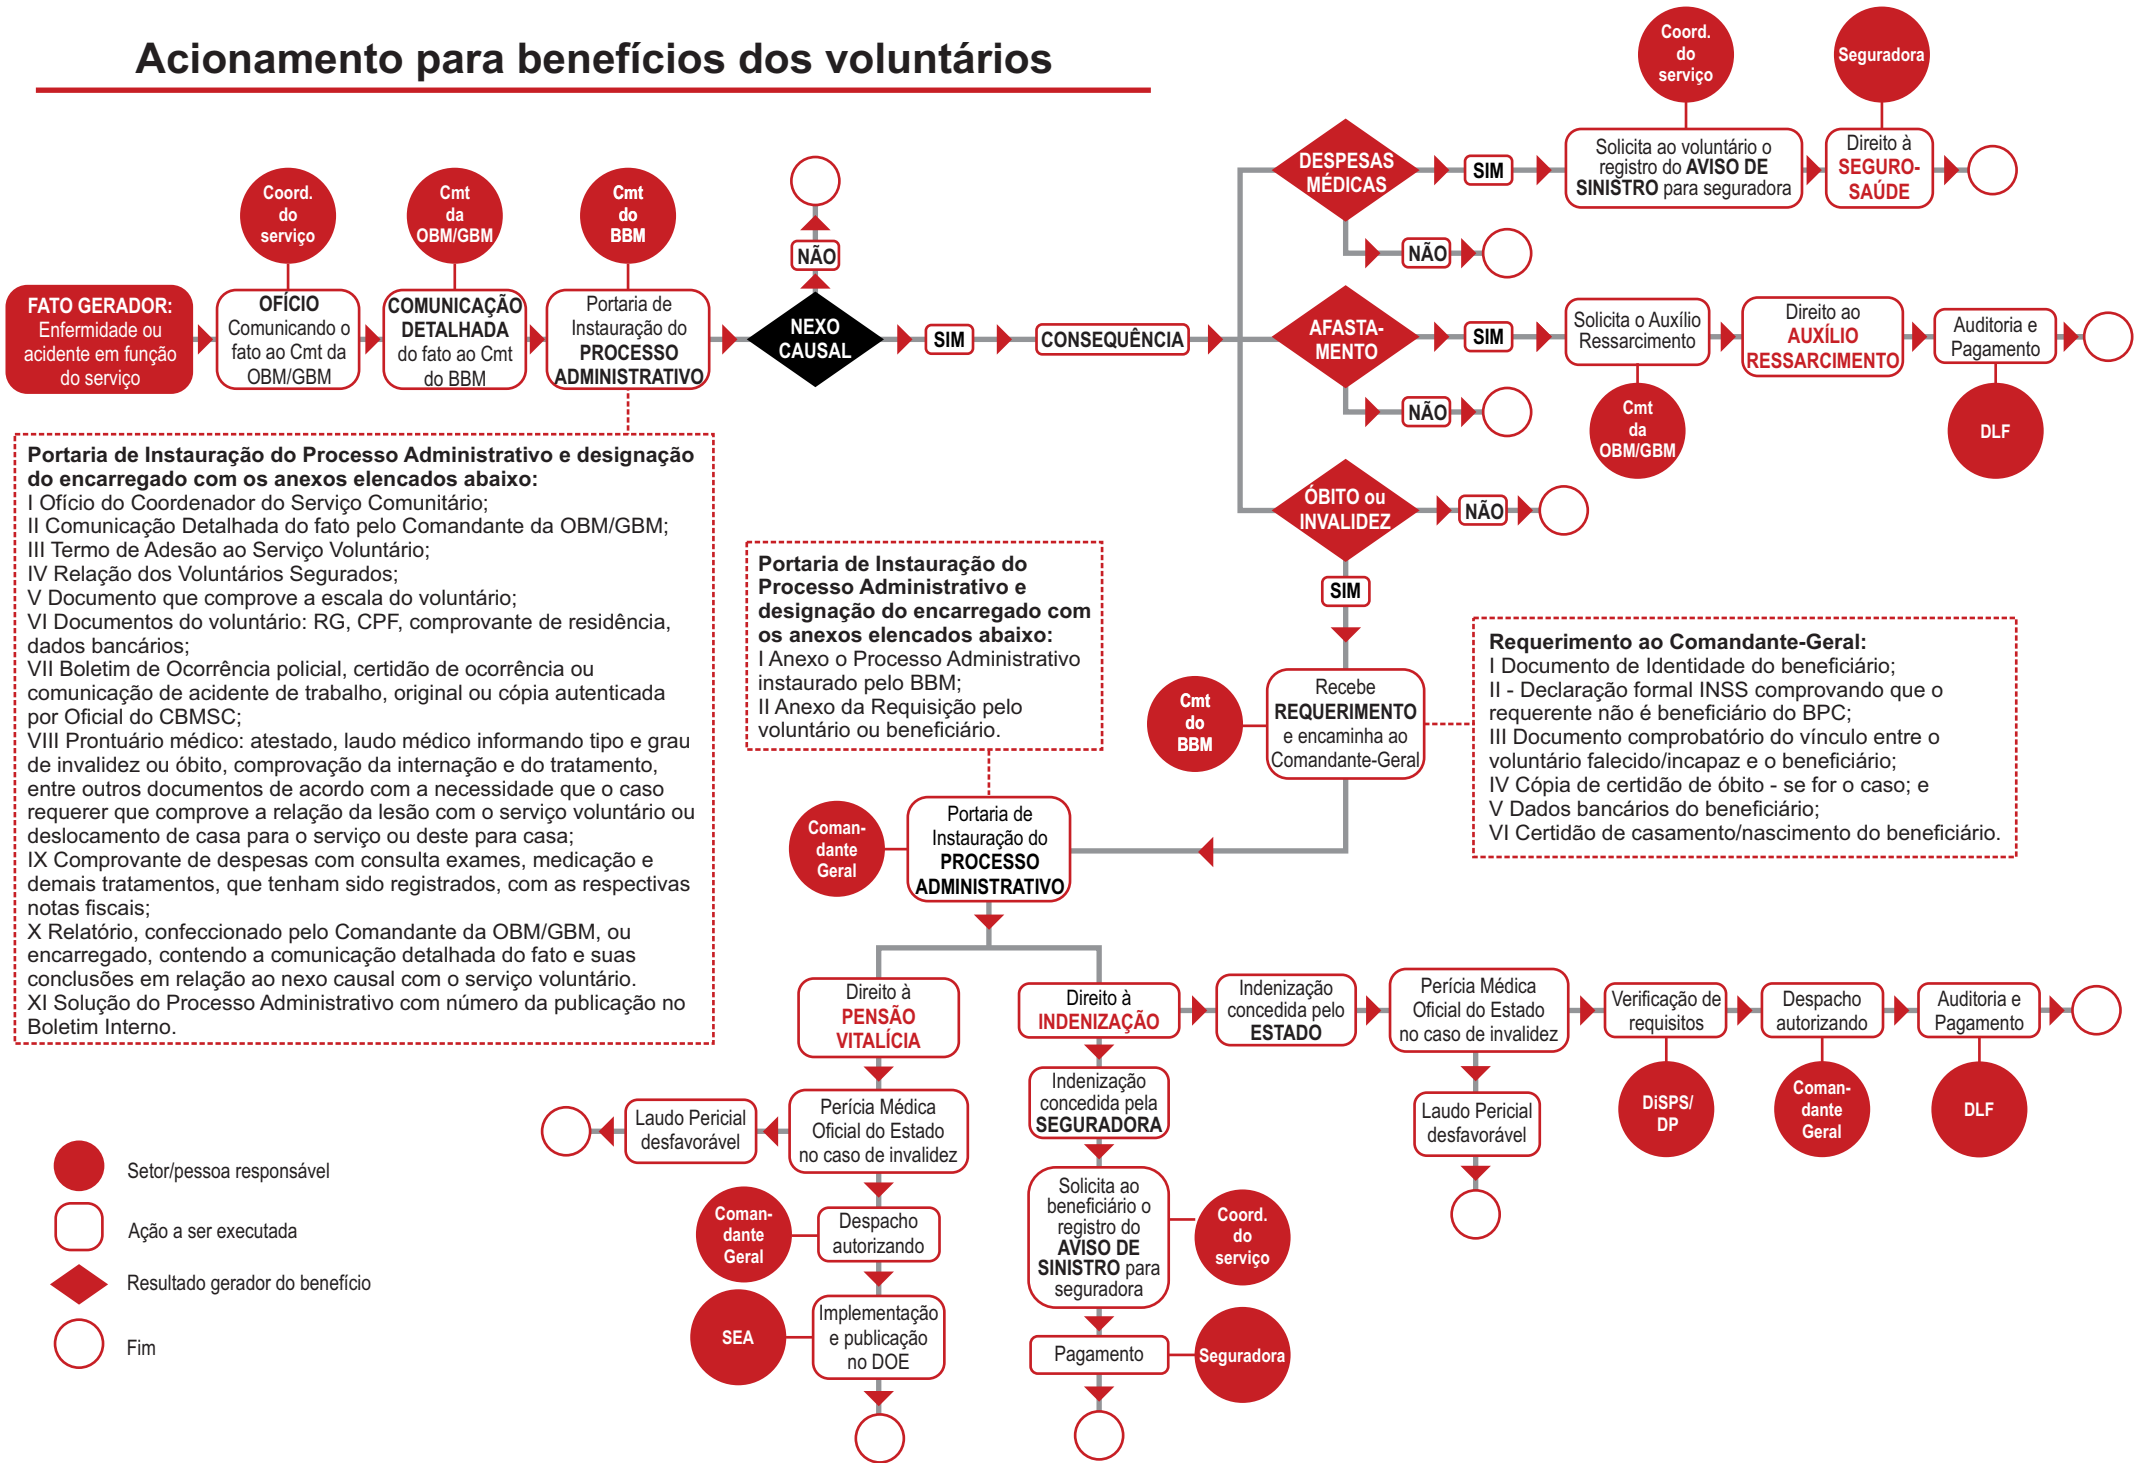 Acionamento para benefícios dos voluntários
Coord.
do
serviço
Seguradora
Coord.
do
serviço
Cmt
da
OBM/GBM
Cmt
do
BBM
FATO GERADOR:
Enfermidade ou
acidente em função
do serviço
OFÍCIO
Comunicando o
fato ao Cmt da
OBM/GBM
COMUNICAÇÃO
DETALHADA
do fato ao Cmt
do BBM
Portaria de
Instauração do
PROCESSO
ADMINISTRATIVO
NÃO
NEXO
CAUSAL
SIM
CONSEQUÊNCIA
DESPESAS
MÉDICAS
SIM
Solicita ao voluntário o
registro do AVISO DE
SINISTRO para seguradora
Direito à
SEGURO-
SAÚDE
NÃO
AFASTA-
MENTO
SIM
Solicita o Auxílio
Ressarcimento
Direito ao
AUXÍLIO
RESSARCIMENTO
Auditoria e
Pagamento
NÃO
Cmt
da
OBM/GBM
DLF
ÓBITO ou
INVALIDEZ
NÃO
SIM
Portaria de Instauração do Processo Administrativo e designação
do encarregado com os anexos elencados abaixo:
I Ofício do Coordenador do Serviço Comunitário;
II Comunicação Detalhada do fato pelo Comandante da OBM/GBM;
III Termo de Adesão ao Serviço Voluntário;
IV Relação dos Voluntários Segurados;
V Documento que comprove a escala do voluntário;
VI Documentos do voluntário: RG, CPF, comprovante de residência,
dados bancários;
VII Boletim de Ocorrência policial, certidão de ocorrência ou
comunicação de acidente de trabalho, original ou cópia autenticada
por Oficial do CBMSC;
VIII Prontuário médico: atestado, laudo médico informando tipo e grau
de invalidez ou óbito, comprovação da internação e do tratamento,
entre outros documentos de acordo com a necessidade que o caso
requerer que comprove a relação da lesão com o serviço voluntário ou
deslocamento de casa para o serviço ou deste para casa;
IX Comprovante de despesas com consulta exames, medicação e
demais tratamentos, que tenham sido registrados, com as respectivas
notas fiscais;
X Relatório, confeccionado pelo Comandante da OBM/GBM, ou
encarregado, contendo a comunicação detalhada do fato e suas
conclusões em relação ao nexo causal com o serviço voluntário.
XI Solução do Processo Administrativo com número da publicação no
Boletim Interno.
Portaria de Instauração do
Processo Administrativo e
designação do encarregado com
os anexos elencados abaixo:
I Anexo o Processo Administrativo
instaurado pelo BBM;
II Anexo da Requisição pelo
voluntário ou beneficiário.
Cmt
do
BBM
Recebe
REQUERIMENTO
e encaminha ao
Comandante-Geral
Requerimento ao Comandante-Geral:
I Documento de Identidade do beneficiário;
II - Declaração formal INSS comprovando que o
requerente não é beneficiário do BPC;
III Documento comprobatório do vínculo entre o
voluntário falecido/incapaz e o beneficiário;
IV Cópia de certidão de óbito - se for o caso; e
V Dados bancários do beneficiário;
VI Certidão de casamento/nascimento do beneficiário.
Coman-
dante
Geral
Portaria de
Instauração do
PROCESSO
ADMINISTRATIVO
Direito à
PENSÃO
VITALÍCIA
Direito à
INDENIZAÇÃO
Indenização
concedida pelo
ESTADO
Perícia Médica
Oficial do Estado
no caso de invalidez
Verificação de
requisitos
Despacho
autorizando
Auditoria e
Pagamento
DiSPS/
DP
Coman-
dante
Geral
DLF
Laudo Pericial
desfavorável
Perícia Médica
Oficial do Estado
no caso de invalidez
Indenização
concedida pela
SEGURADORA
Laudo Pericial
desfavorável
Coman-
dante
Geral
Despacho
autorizando
Solicita ao
beneficiário o
registro do
AVISO DE
SINISTRO para
seguradora
Coord.
do
serviço
SEA
Implementação
e publicação
no DOE
Pagamento
Seguradora
Setor/pessoa responsável
Ação a ser executada
Resultado gerador do benefício
Fim